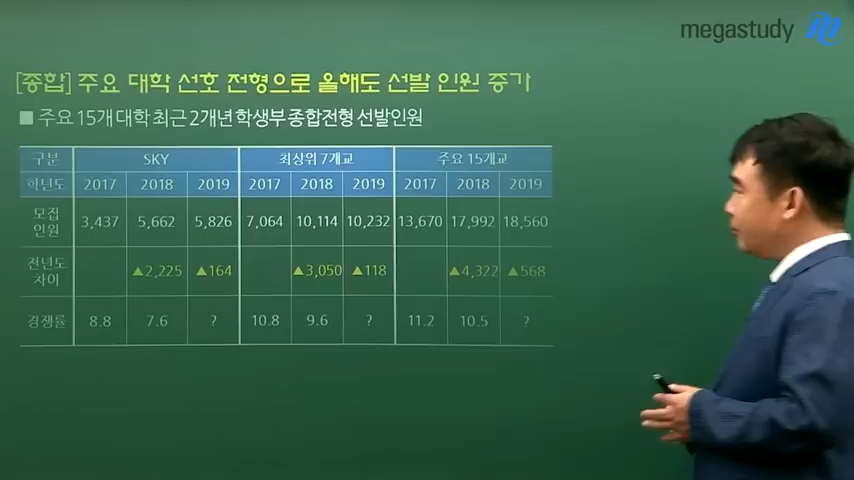 megastudy
[종합] 주요 대학 선호 전형으로 올해도 선발 인원 증가
■ 주요 15개 대학 최근 2개년 학생부 종합전형 선발인원
구분 SKY 최상위 7개교 주요 15개교
학년도 2017 2018 2019 2017 2018 2019 2017 2018 2019
모집 인원 3,437 5,662 5,826 7,064 10,114 10,232 13,670 17,992 18,560
전년도 차이 ▲2,225 ▲164 ▲3,050 ▲118 ▲4,322 ▲568
경쟁률 8.8 7.6 ? 10.8 9.6 ? 11.2 10.5 ?